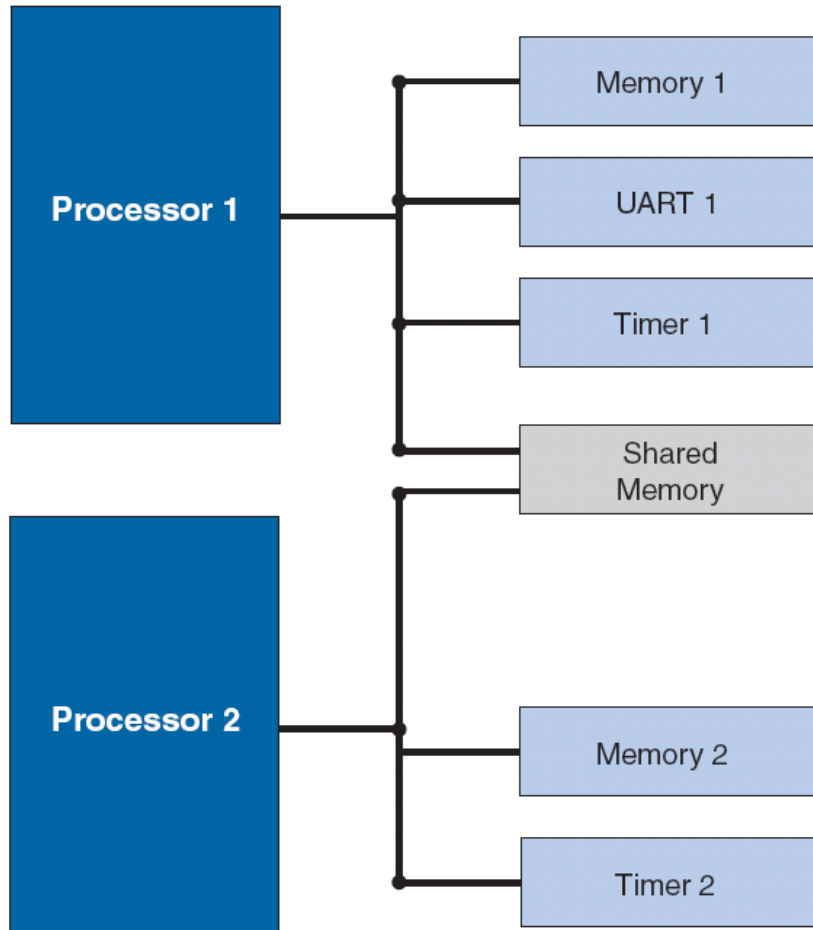 Processor 1
Memory 1
UART 1
Timer 1
Shared
Memory
Processor 2
Memory 2
Timer 2